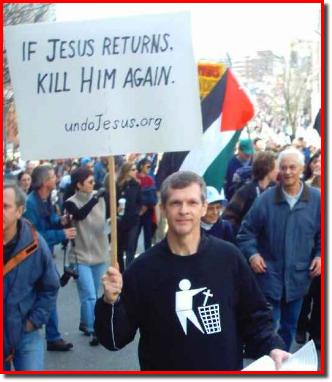 IF JESUS RETURNS,
KILL HIM AGAIN.
undoJesus.org